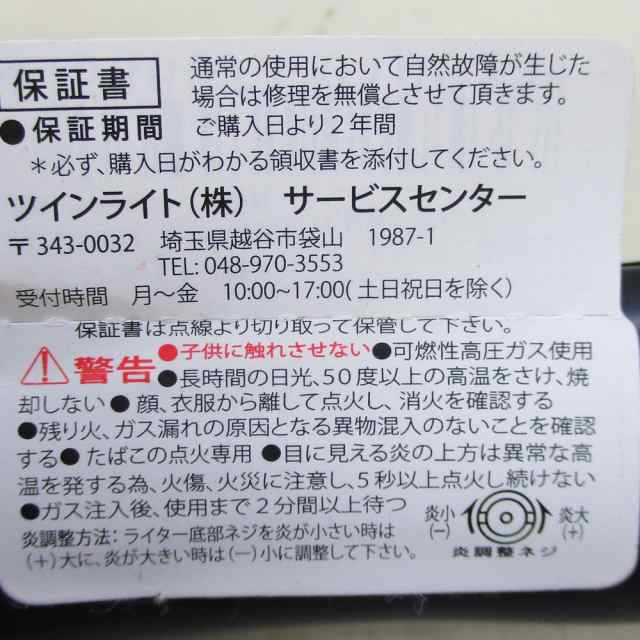 保証書
通常の使用において自然故障が生じた
場合は修理を無償とさせて頂きます。
●保証期間 ご購入日より2年間
＊必ず、購入日がわかる領収書を添付してください。
ツインライト（株） サービスセンター
〒343-0032 埼玉県越谷市袋山 1987-1
TEL: 048-970-3553
受付時間 月～金 10:00~17:00( 土日祝日を除く)
保証書は点線より切り取って保管して下さい。
警告 ●子供に触れさせない●可燃性高圧ガス使用
●長時間の日光、50度以上の高温をさけ、焼
却しない● 顔、衣服から離して点火し、消火を確認する
●残り火、ガス漏れの原因となる異物混入のないことを確認
する● たばこの点火専用 ●目に見える炎の上方は異常な高
温を発する為、火傷、火災に注意し、5秒以上点火し続けない
●ガス注入後、使用まで2分間以上待つ
炎調整方法: ライター底部ネジを炎が小さい時は
(＋)大に、炎が大きい時は(ー)小に調整して下さい。
炎小
(−)
炎大
(+)
炎調整ネジ